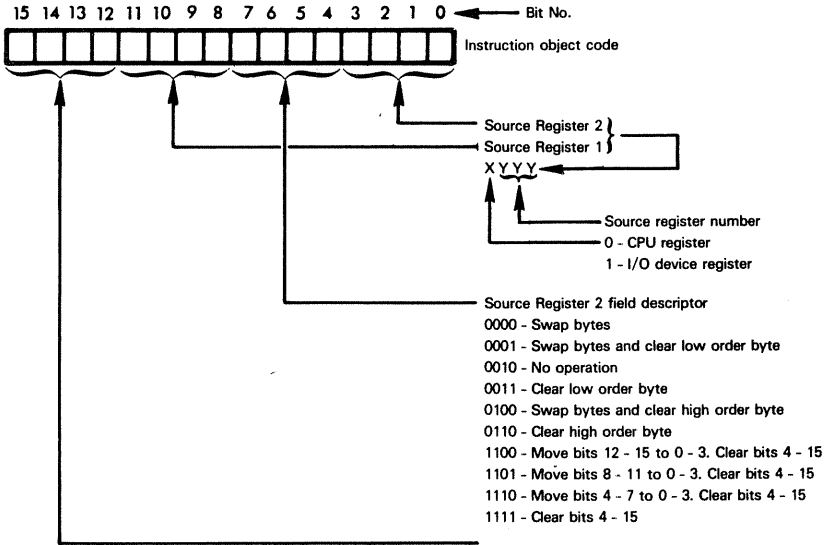 15 14 13 12 11 10 9 8 7 6 5 4 3 2 1 0 Bit No.
Instruction object code
Source Register 2
Source Register 1
X Y Y Y
Source register number
0 - CPU register
1 - I/O device register
Source Register 2 field descriptor
0000 - Swap bytes
0001 - Swap bytes and clear low order byte
0010 - No operation
0011 - Clear low order byte
0100 - Swap bytes and clear high order byte
0110 - Clear high order byte
1100 - Move bits 12 - 15 to 0 - 3. Clear bits 4 - 15
1101 - Move bits 8 - 11 to 0 - 3. Clear bits 4 - 15
1110 - Move bits 4 - 7 to 0 - 3. Clear bits 4 - 15
1111 - Clear bits 4 - 15